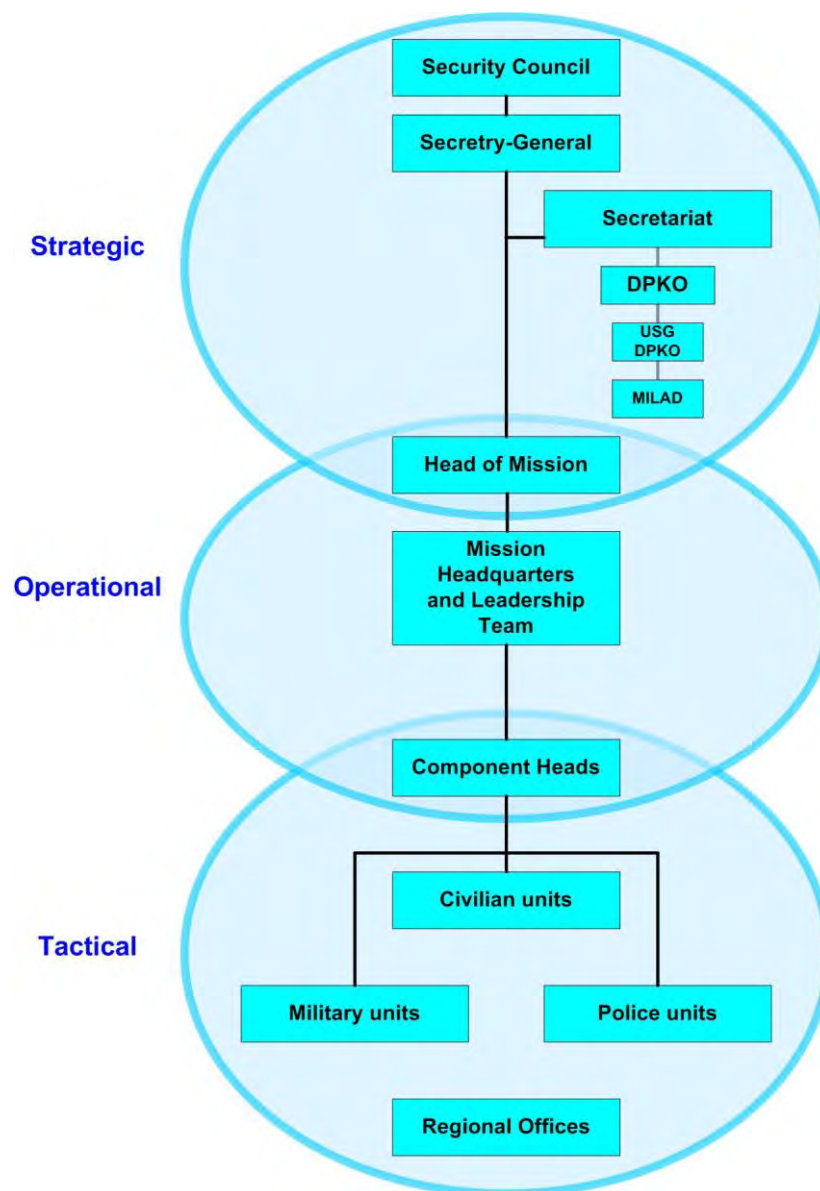 Security Council
Secretry-General
Strategic
Secretariat
DPKO
USG
DPKO
MILAD
Head of Mission
Operational
Mission
Headquarters
and Leadership
Team
Component Heads
Civilian units
Tactical
Military units
Police units
Regional Offices